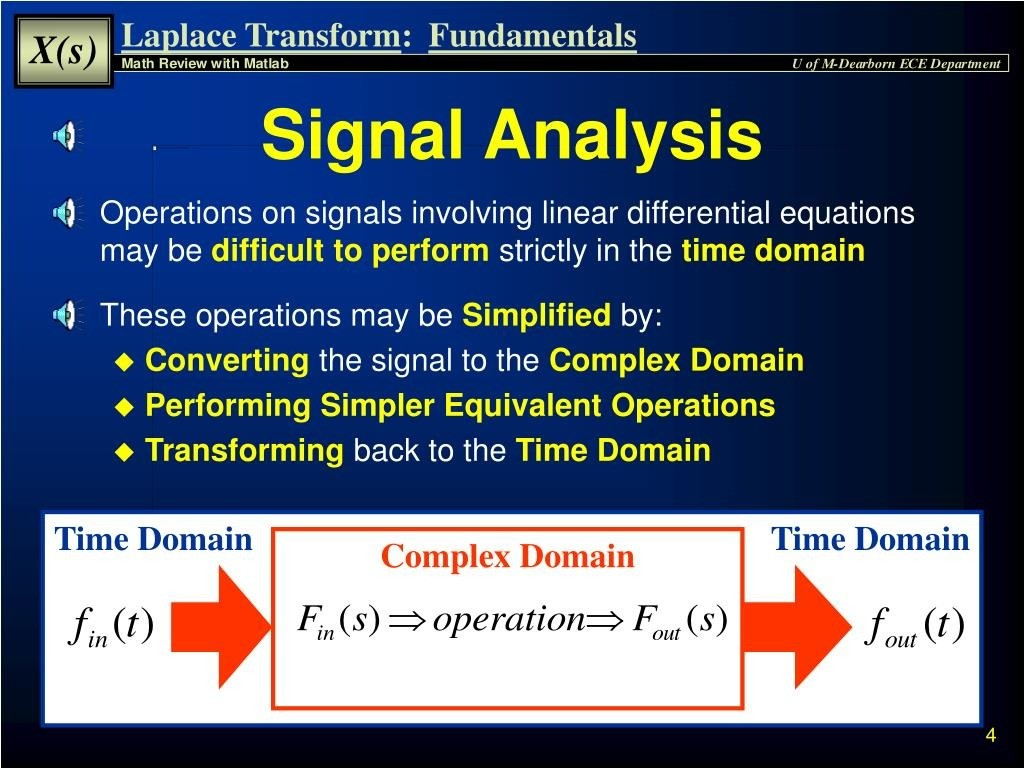 X(s)
Laplace Transform: Fundamentals
Math Review with Matlab
U of M-Dearborn ECE Department
Signal Analysis
Operations on signals involving linear differential equations
may be difficult to perform strictly in the time domain
These operations may be Simplified by:
◆ Converting the signal to the Complex Domain
◆ Performing Simpler Equivalent Operations
◆ Transforming back to the Time Domain
Time Domain
Complex Domain
Time Domain
f_in(t)
F_in(s) ⇒ operation ⇒ F_out(s)
f_out(t)
4